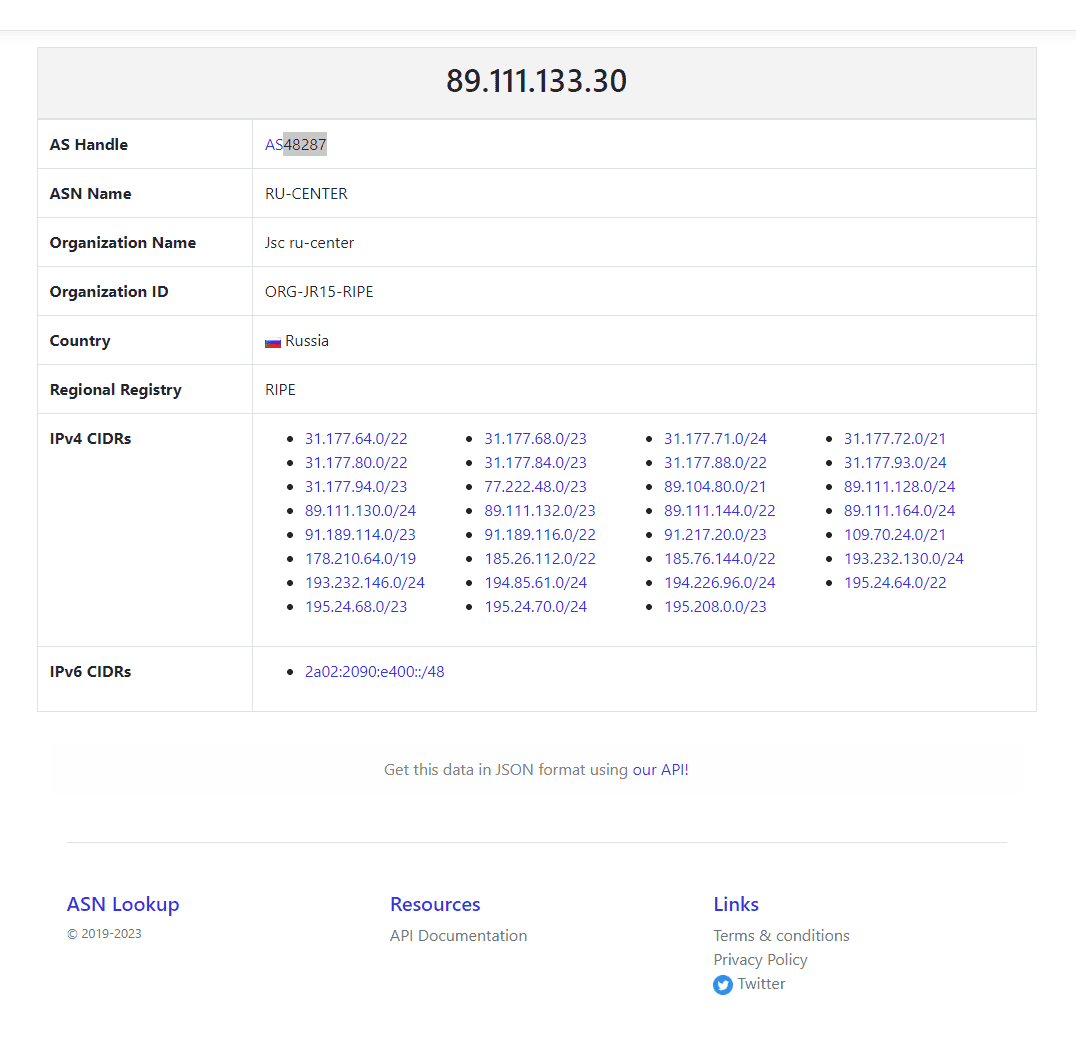 89.111.133.30
AS Handle AS48287
ASN Name RU-CENTER
Organization Name Jsc ru-center
Organization ID ORG-JR15-RIPE
Country Russia
Regional Registry RIPE
IPv4 CIDRs • 31.177.64.0/22 • 31.177.68.0/23 • 31.177.71.0/24 • 31.177.72.0/21
• 31.177.80.0/22 • 31.177.84.0/23 • 31.177.88.0/22 • 31.177.93.0/24
• 31.177.94.0/23 • 77.222.48.0/23 • 89.104.80.0/21 • 89.111.128.0/24
• 89.111.130.0/24 • 89.111.132.0/23 • 89.111.144.0/22 • 89.111.164.0/24
• 91.189.114.0/23 • 91.189.116.0/22 • 91.217.20.0/23 • 109.70.24.0/21
• 178.210.64.0/19 • 185.26.112.0/22 • 185.76.144.0/22 • 193.232.130.0/24
• 193.232.146.0/24 • 194.85.61.0/24 • 194.226.96.0/24 • 195.24.64.0/22
• 195.24.68.0/23 • 195.24.70.0/24 • 195.208.0.0/23
IPv6 CIDRs • 2a02:2090:e400::/48
Get this data in JSON format using our API!
ASN Lookup
© 2019-2023
Resources
API Documentation
Links
Terms & conditions
Privacy Policy
Twitter